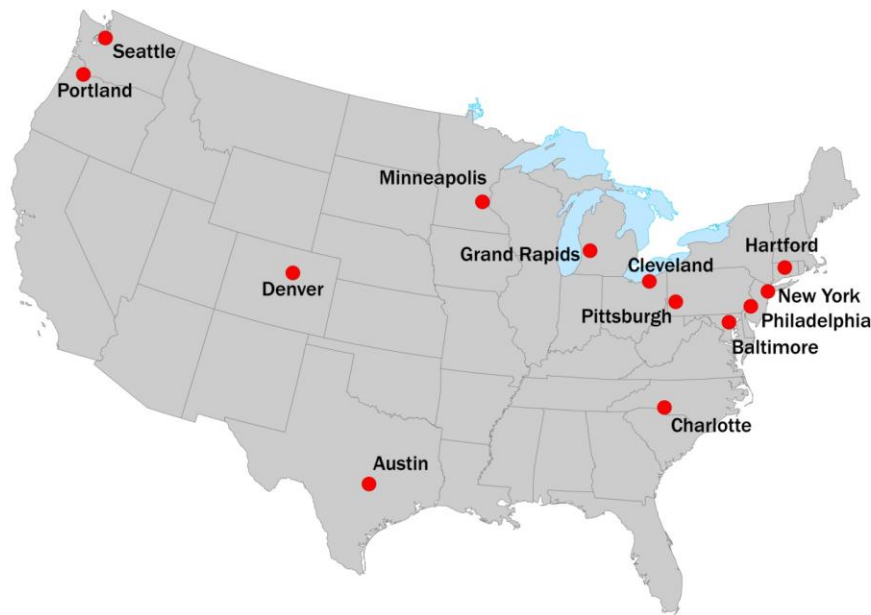 Seattle
Portland
Minneapolis
Grand Rapids
Cleveland
Hartford
Denver
Pittsburgh
New York
Philadelphia
Baltimore
Charlotte
Austin